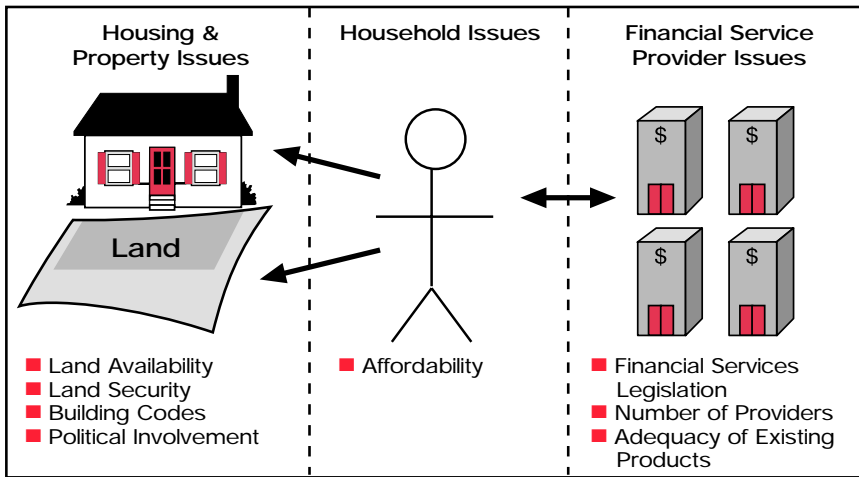 Housing &
Property Issues
Land
Land Availability
Land Security
Building Codes
Political Involvement
Household Issues
Affordability
Financial Service
Provider Issues
$
$
$
$
Financial Services
Legislation
Number of Providers
Adequacy of Existing
Products